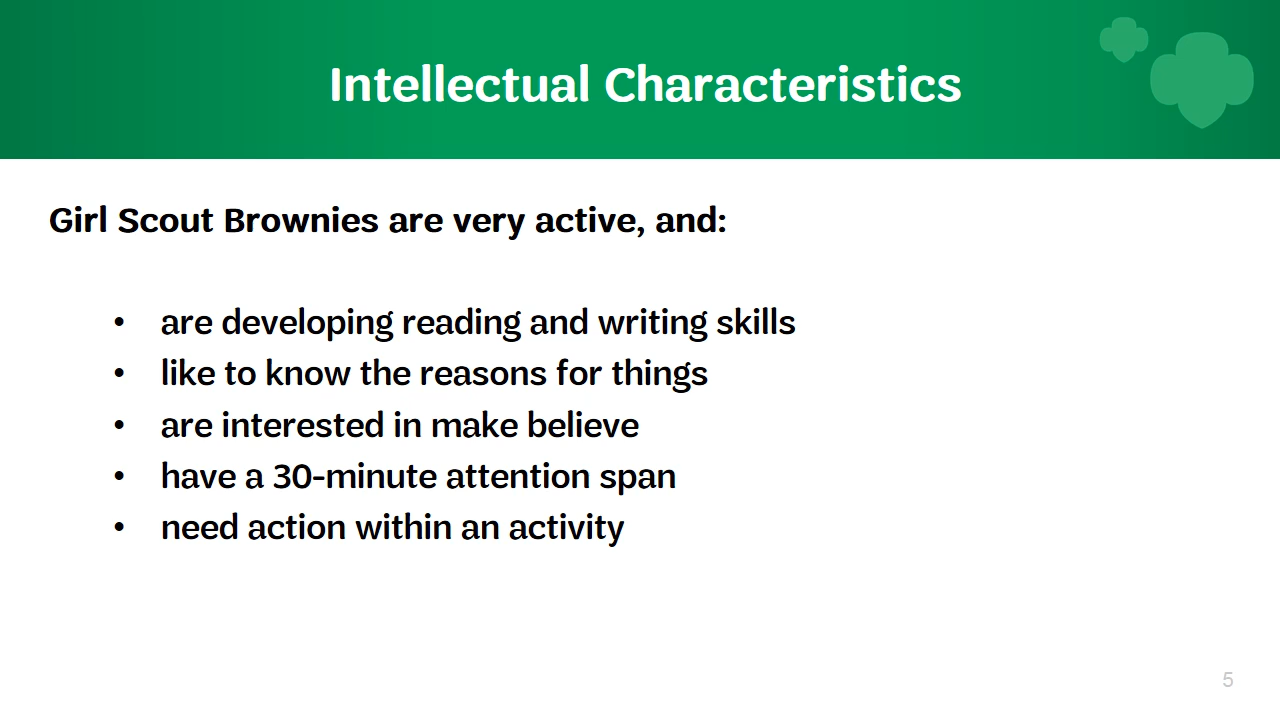 Intellectual Characteristics
Girl Scout Brownies are very active, and:
• are developing reading and writing skills
• like to know the reasons for things
• are interested in make believe
• have a 30-minute attention span
• need action within an activity
5